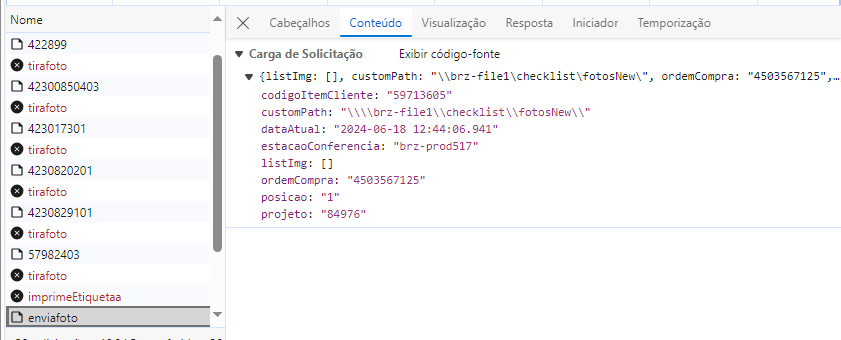 Nome
422899
tirafoto
42300850403
tirafoto
423017301
tirafoto
4230820201
tirafoto
4230829101
tirafoto
57982403
tirafoto
imprimeEtiquetaa
enviafoto
Cabeçalhos Conteúdo Visualização Resposta Iniciador Temporização
Carga de Solicitação Exibir código-fonte
{listImg: [], customPath: "\\brz-file1\checklist\fotosNew\", ordemCompra: "4503567125",…
codigoItemCliente: "59713605"
customPath: "\\\\brz-file1\\checklist\\fotosNew\\"
dataAtual: "2024-06-18 12:44:06.941"
estacaoConferencia: "brz-prod517"
listImg: []
ordemCompra: "4503567125"
posicao: "1"
projeto: "84976"